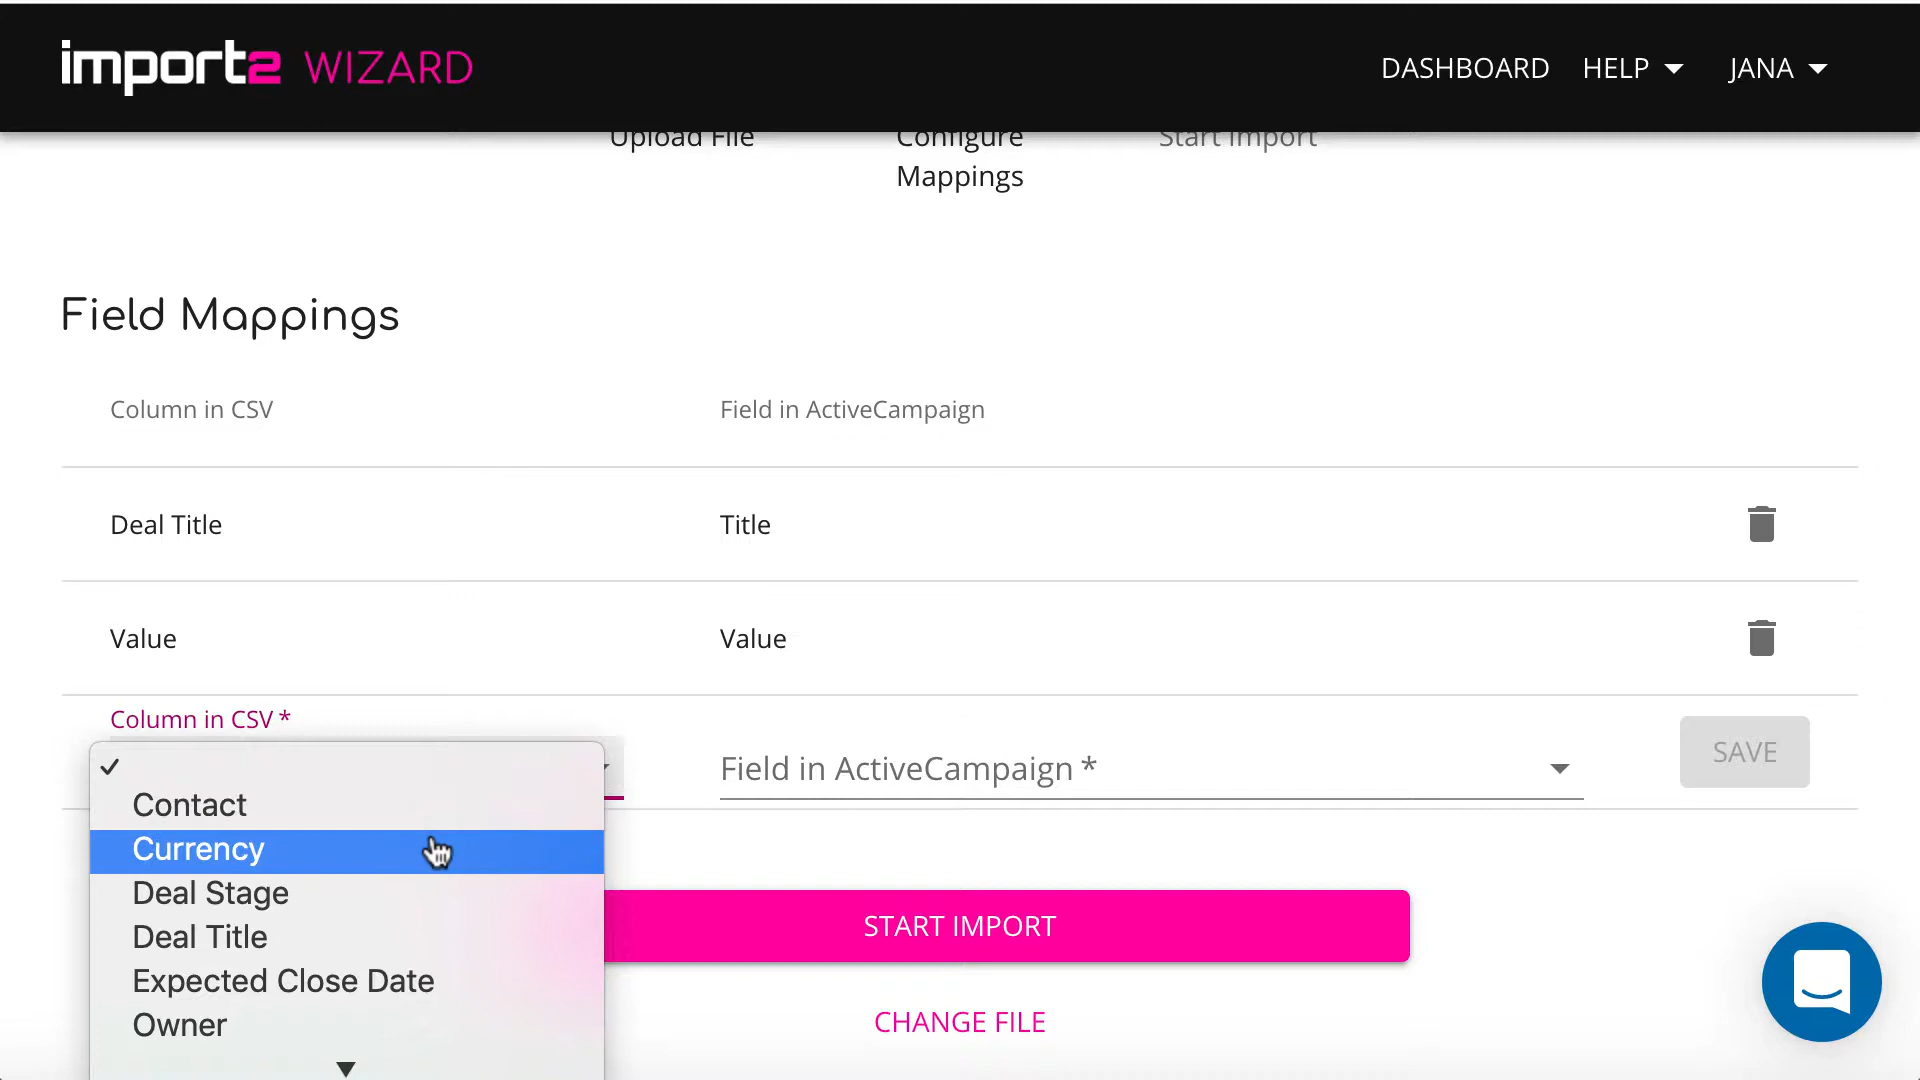 import2 WIZARD
DASHBOARD HELP JANA
Upload File Configure Mappings Start Import
Field Mappings
Column in CSV Field in ActiveCampaign
Deal Title Title
Value Value
Column in CSV *
Field in ActiveCampaign *
SAVE
Contact
Currency
Deal Stage
Deal Title
Expected Close Date
Owner
START IMPORT
CHANGE FILE